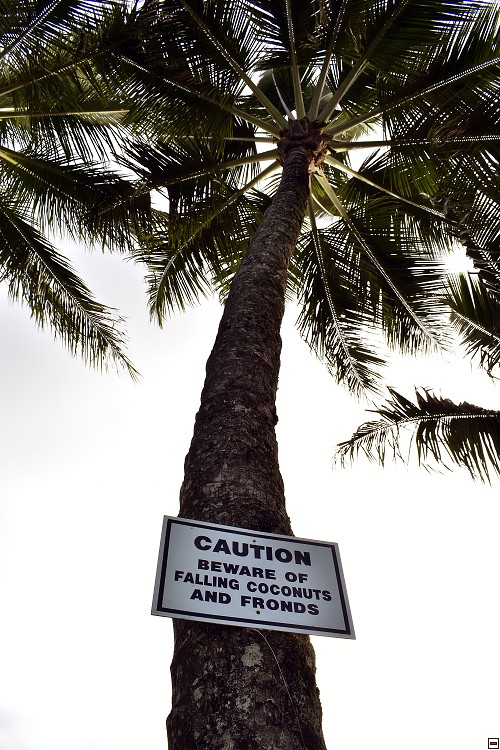 CAUTION
BEWARE OF
FALLING COCONUTS
AND FRONDS